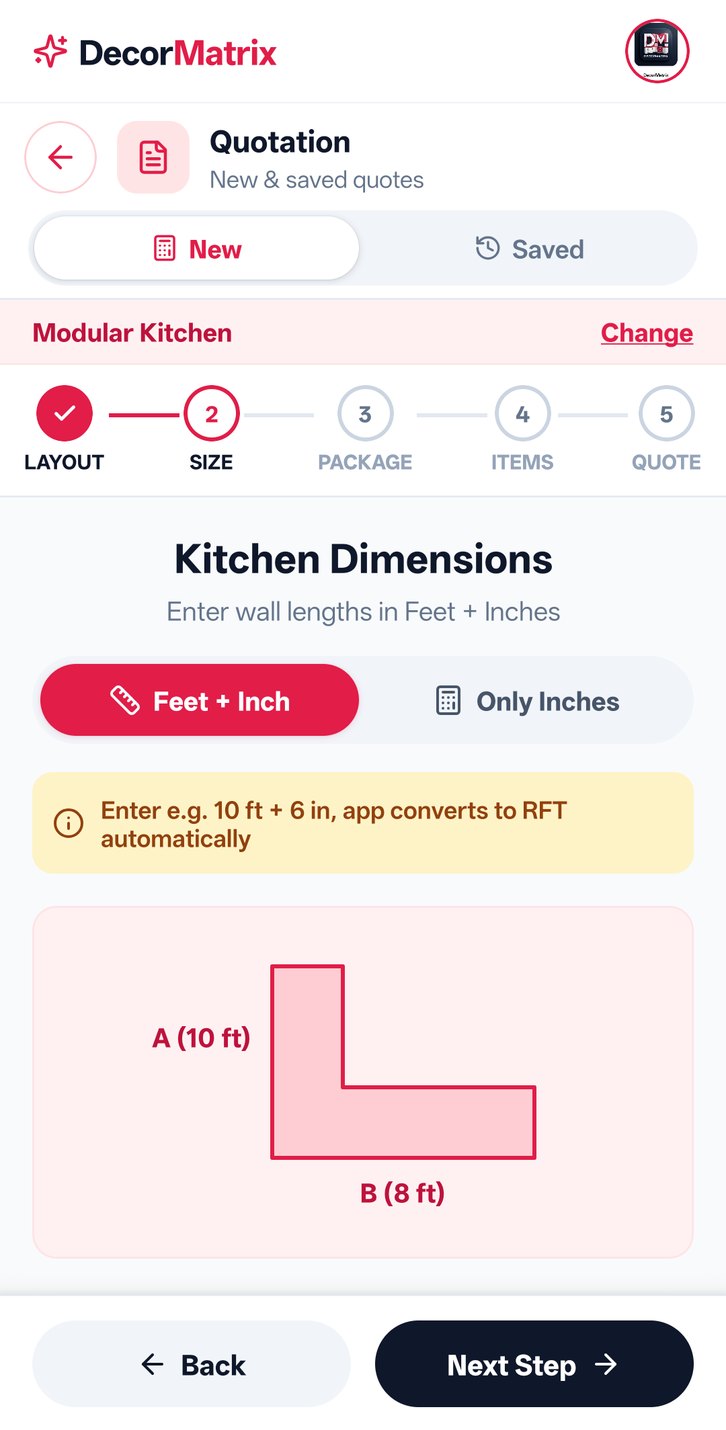 DecorMatrix
DM
DecorMatrix
Quotation
New & saved quotes
New
Saved
Modular Kitchen
Change
2
3
4
5
LAYOUT
SIZE
PACKAGE
ITEMS
QUOTE
Kitchen Dimensions
Enter wall lengths in Feet + Inches
Feet + Inch
Only Inches
Enter e.g. 10 ft + 6 in, app converts to RFT
automatically
A (10 ft)
B (8 ft)
Back
Next Step